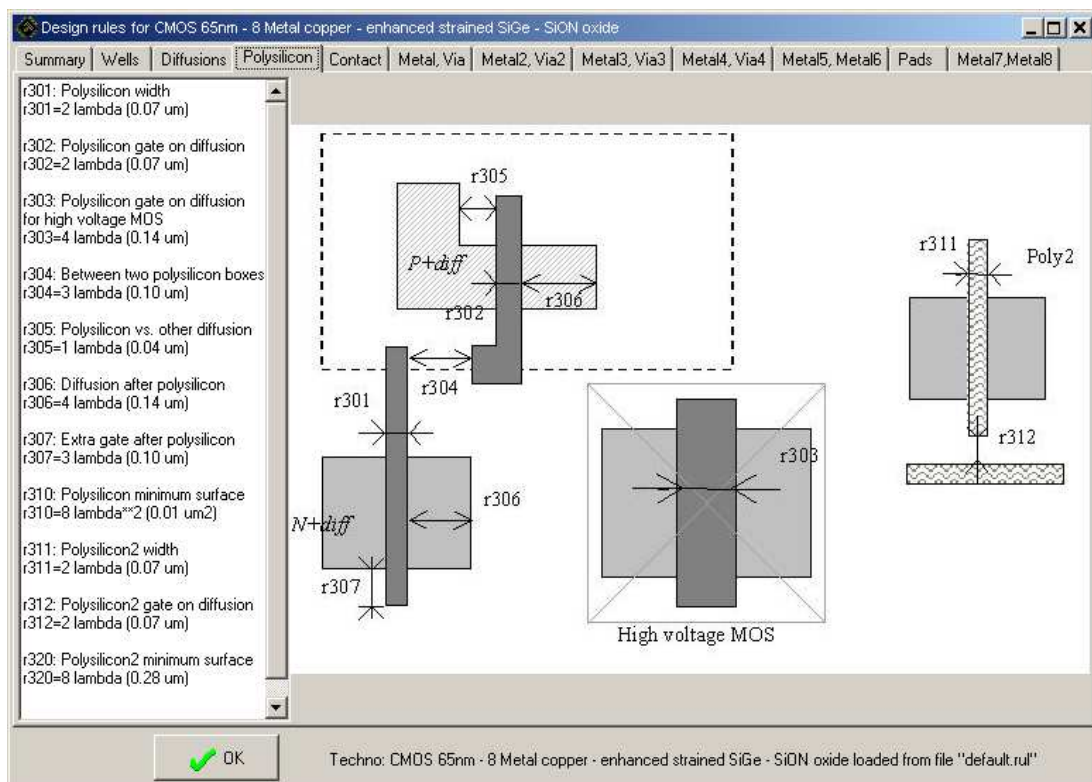 Design rules for CMOS 65nm - 8 Metal copper - enhanced strained SiGe - SiON oxide
Summary Wells Diffusions Polysilicon Contact Metal, Via Metal2, Via2 Metal3, Via3 Metal4, Via4 Metal5, Metal6 Pads Metal7,Metal8
r301: Polysilicon width
r301=2 lambda (0.07 um)
r302: Polysilicon gate on diffusion
r302=2 lambda (0.07 um)
r303: Polysilicon gate on diffusion
for high voltage MOS
r303=4 lambda (0.14 um)
r304: Between two polysilicon boxes
r304=3 lambda (0.10 um)
r305: Polysilicon vs. other diffusion
r305=1 lambda (0.04 um)
r306: Diffusion after polysilicon
r306=4 lambda (0.14 um)
r307: Extra gate after polysilicon
r307=3 lambda (0.10 um)
r310: Polysilicon minimum surface
r310=8 lambda**2 (0.01 um2)
r311: Polysilicon2 width
r311=2 lambda (0.07 um)
r312: Polysilicon2 gate on diffusion
r312=2 lambda (0.07 um)
r320: Polysilicon2 minimum surface
r320=8 lambda (0.28 um)
r305
P+diff
r302
r306
r304
r301
r306
N+diff
r307
r303
High voltage MOS
r311
Poly2
r312
OK
Techno: CMOS 65nm - 8 Metal copper - enhanced strained SiGe - SiON oxide loaded from file "default.rul"